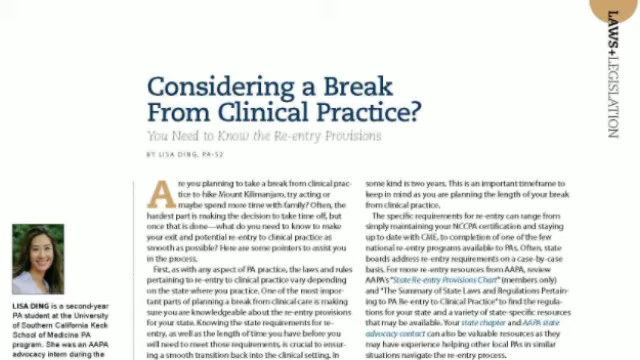 LAWS+LEGISLATION
Considering a Break
From Clinical Practice?
You Need to Know the Re-entry Provisions
BY LISA DING, PA-S2
Are you planning to take a break from clinical prac-
tice to hike Mount Kilimanjaro, try acting or
maybe spend more time with family? Often, the
hardest part is making the decision to take time off, but
once that is done—what do you need to know to make
your exit and potential re-entry to clinical practice as
smooth as possible? Here are some pointers to assist you
in the process.
First, as with any aspect of PA practice, the laws and rules
pertaining to re-entry to clinical practice vary depending
on the state where you practice. One of the most impor-
tant parts of planning a break from clinical care is making
sure you are knowledgeable about the re-entry provisions
for your state. Knowing the state requirements for re-
entry, as well as the length of time you have before you
will need to meet those requirements, is crucial to ensur-
ing a smooth transition back into the clinical setting. In
some kind is two years. This is an important timeframe to
keep in mind as you are planning the length of your break
from clinical practice.
The specific requirements for re-entry can range from
simply maintaining your NCCPA certification and staying
up to date with CME, to completion of one of the few
national re-entry programs available to PAs. Often, state
boards address re-entry requirements on a case-by-case
basis. For more re-entry resources from AAPA, review
AAPA's "State Re-entry Provisions Chart" (members only)
and "The Summary of State Laws and Regulations Pertain-
ing to PA Re-entry to Clinical Practice" to find the regula-
tions for your state and a variety of state-specific resources
that may be available. Your state chapter and AAPA state
advocacy contact can also be valuable resources as they
may have experience helping other local PAs in similar
situations navigate the re-entry process.
LISA DING is a second-year
PA student at the University
of Southern California Keck
School of Medicine PA
program. She was an AAPA
advocacy intern during the